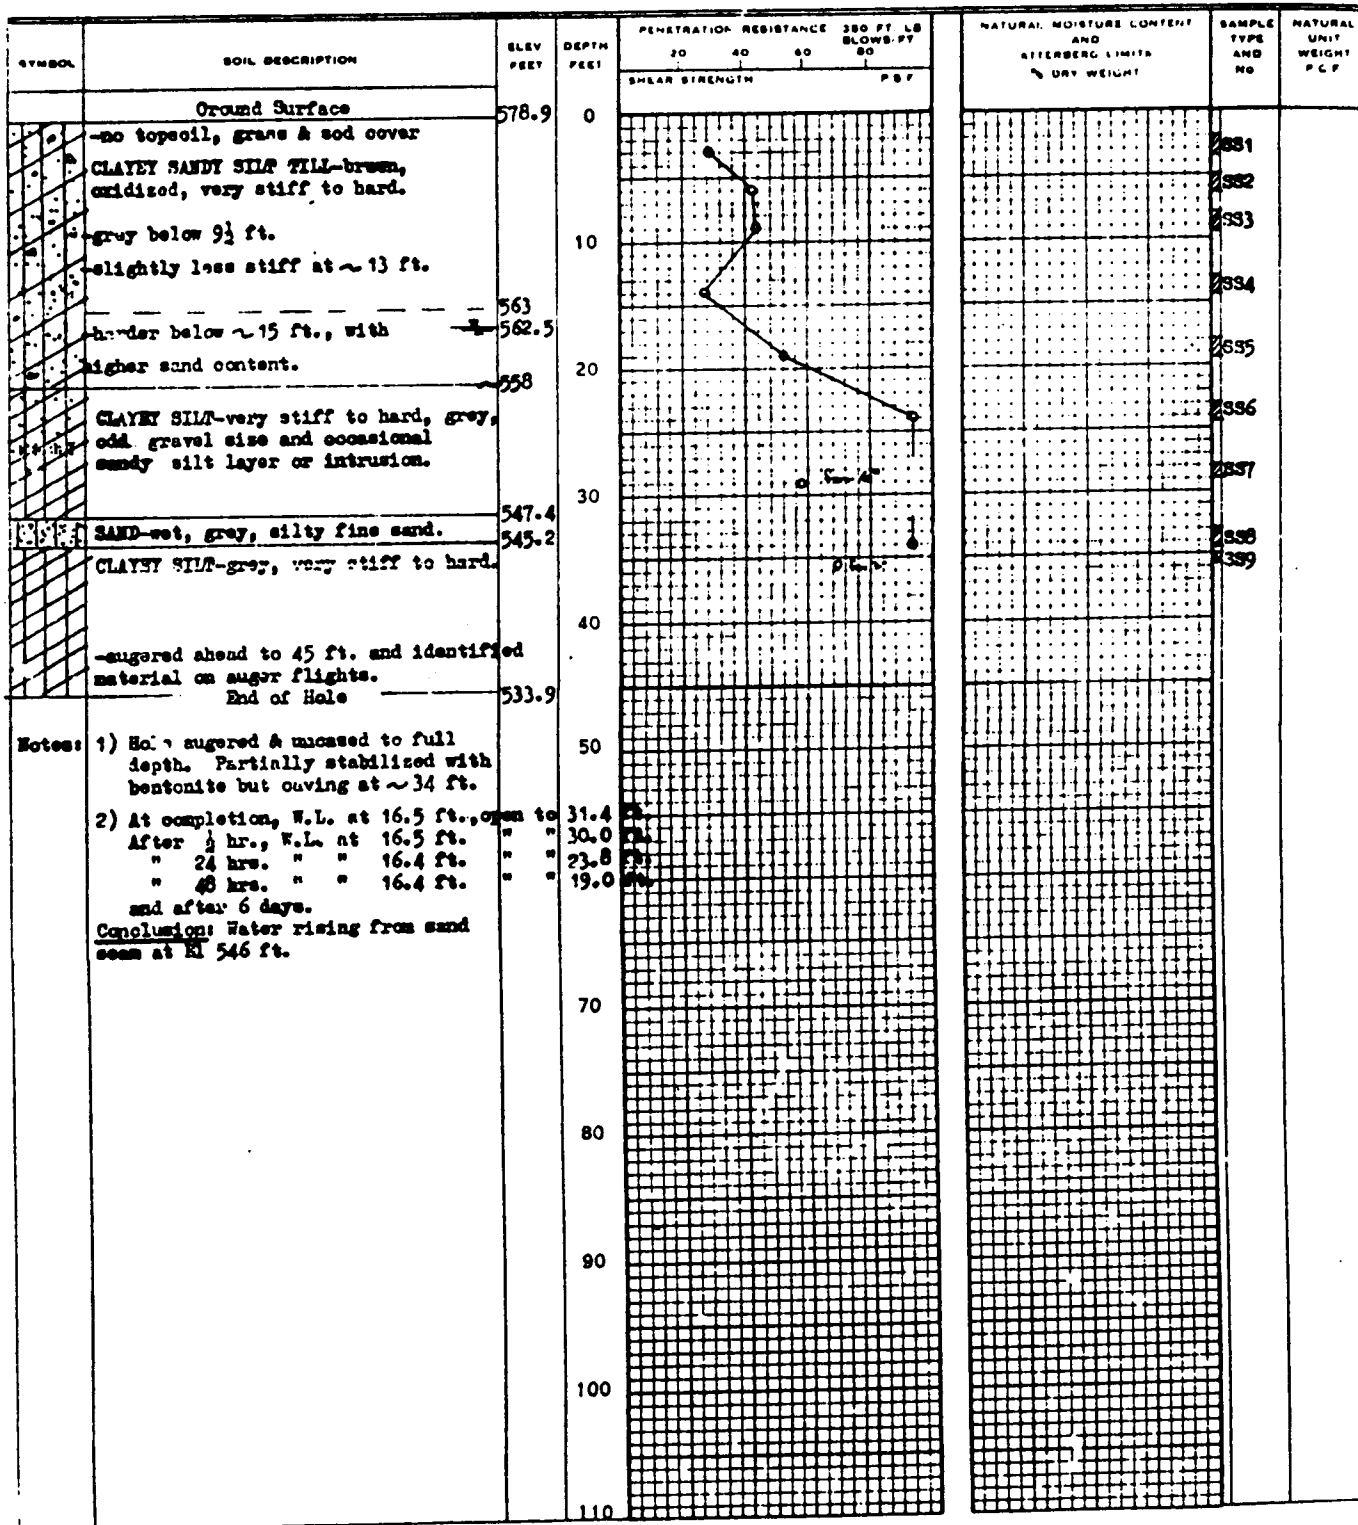 SYMBOL
SOIL DESCRIPTION
ELEV FEET
DEPTH FEET
PENETRATION RESISTANCE 350 FT. LB
BLOWS/FT
20 40 60 80
SHEAR STRENGTH P S F
NATURAL MOISTURE CONTENT
AND
ATTERBERG LIMITS
% DRY WEIGHT
SAMPLE
TYPE
AND
NO
NATURAL
UNIT
WEIGHT
P.C.F
Ground Surface 578.9 0
-no topsoil, grass & sod cover
SS1
CLAYEY SANDY SILT TILL-brown,
oxidized, very stiff to hard.
SS2
SS3
-grey below 9½ ft.
10
-slightly less stiff at ~ 13 ft.
SS4
563
-harder below ~ 15 ft., with 562.5
SS5
higher sand content.
20
~558
SS6
CLAYEY SILT-very stiff to hard, grey,
odd gravel size and occasional
sandy silt layer or intrusion.
SS7
30
547.4
SAND-wet, grey, silty fine sand.
545.2
SS8
SS9
CLAYEY SILT-grey, very stiff to hard.
40
-augered ahead to 45 ft. and identified
material on auger flights.
End of Hole 533.9
Notes: 1) Hole augered & uncased to full
depth. Partially stabilized with
bentonite but caving at ~ 34 ft.
50
2) At completion, W.L. at 16.5 ft., open to 31.4 ft.
After ½ hr., W.L. at 16.5 ft. " " 30.0 ft.
" 24 hrs. " " 16.4 ft. " " 23.8 ft.
" 48 hrs. " " 16.4 ft. " " 19.0 ft.
and after 6 days.
Conclusion: Water rising from sand
seam at El 546 ft.
70
80
90
100
110